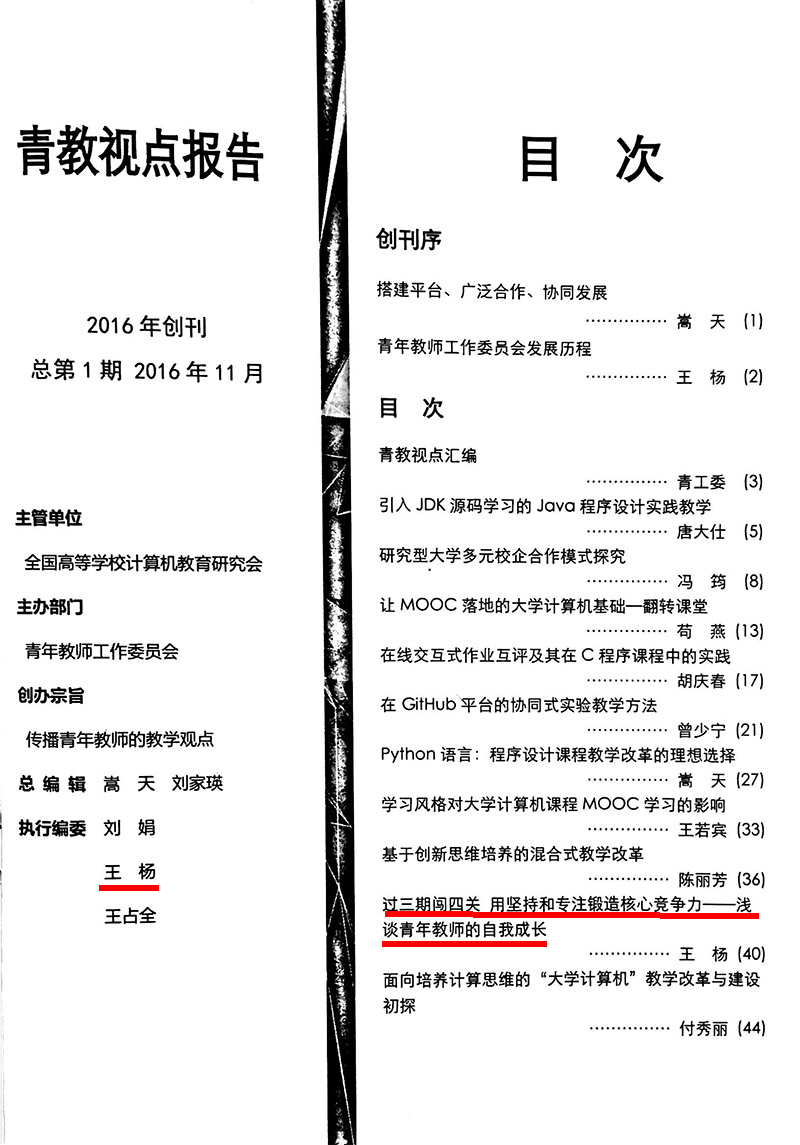 青教视点报告
2016 年创刊
总第 1 期 2016 年 11 月
主管单位
全国高等学校计算机教育研究会
主办部门
青年教师工作委员会
创办宗旨
传播青年教师的教学观点
总 编 辑 嵩 天 刘家瑛
执行编委 刘 娟
王 杨
王占全
目 次
创刊序
搭建平台、广泛合作、协同发展
…………… 嵩 天 (1)
青年教师工作委员会发展历程
…………… 王 杨 (2)
目 次
青教视点汇编
…………… 青工委 (3)
引入 JDK 源码学习的 Java 程序设计实践教学
…………… 唐大仕 (5)
研究型大学多元校企合作模式探究
…………… 冯 筠 (8)
让 MOOC 落地的大学计算机基础—翻转课堂
…………… 苟 燕 (13)
在线交互式作业互评及其在 C 程序课程中的实践
…………… 胡庆春 (17)
在 GitHub 平台的协同式实验教学方法
…………… 曾少宁 (21)
Python 语言：程序设计课程教学改革的理想选择
…………… 嵩 天 (27)
学习风格对大学计算机课程 MOOC 学习的影响
…………… 王若宾 (33)
基于创新思维培养的混合式教学改革
…………… 陈丽芳 (36)
过三期闯四关 用坚持和专注锻造核心竞争力——浅
谈青年教师的自我成长
…………… 王 杨 (40)
面向培养计算思维的“大学计算机”教学改革与建设
初探
…………… 付秀丽 (44)